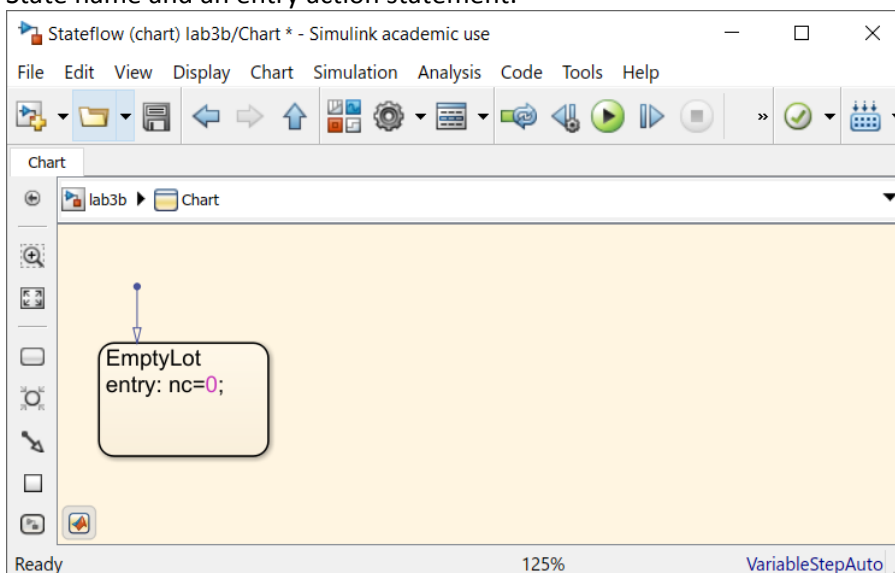 State name and an entry action statement.
Stateflow (chart) lab3b/Chart * - Simulink academic use
File Edit View Display Chart Simulation Analysis Code Tools Help
»
Chart
lab3b Chart
EmptyLot
entry: nc=0;
Ready 125% VariableStepAuto